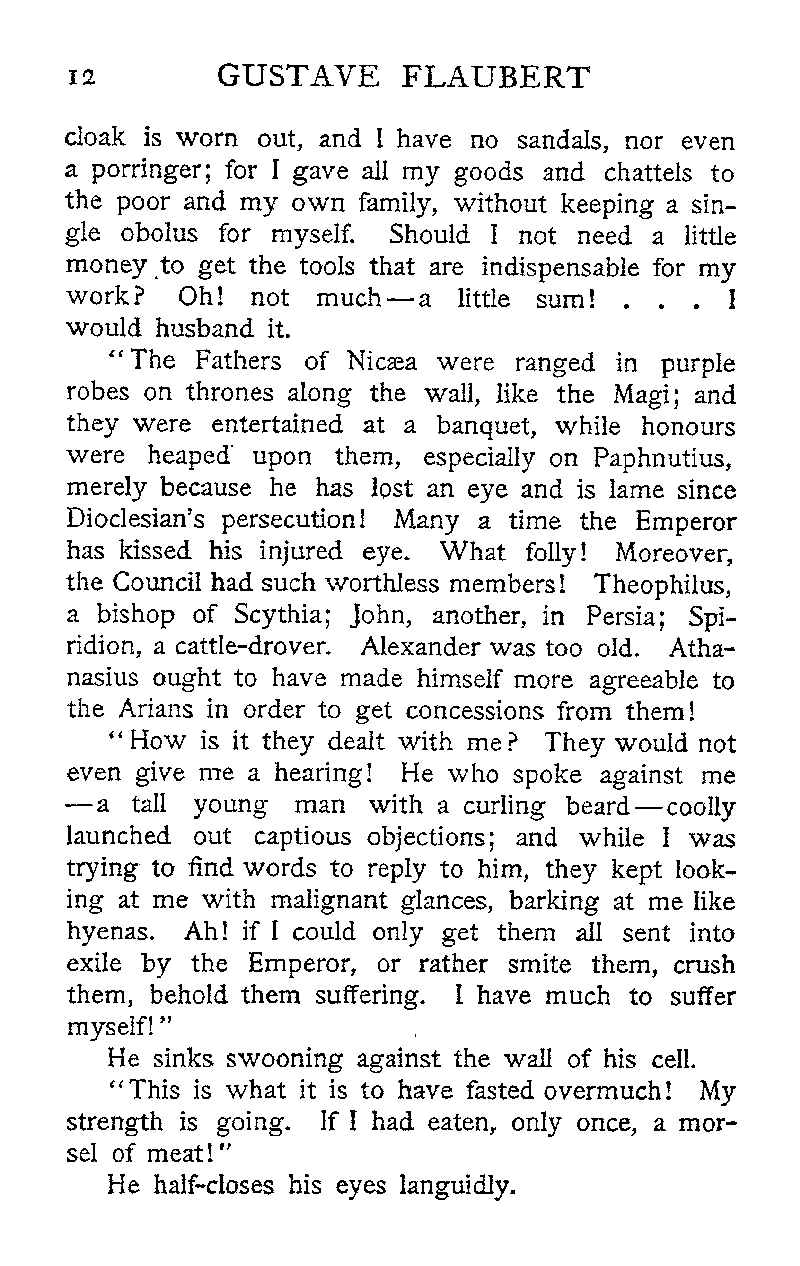 12 GUSTAVE FLAUBERT
cloak is worn out, and I have no sandals, nor even
a porringer; for I gave all my goods and chattels to
the poor and my own family, without keeping a sin-
gle obolus for myself. Should I not need a little
money to get the tools that are indispensable for my
work? Oh! not much—a little sum! . . . I
would husband it.
"The Fathers of Nicæa were ranged in purple
robes on thrones along the wall, like the Magi; and
they were entertained at a banquet, while honours
were heaped upon them, especially on Paphnutius,
merely because he has lost an eye and is lame since
Dioclesian's persecution! Many a time the Emperor
has kissed his injured eye. What folly! Moreover,
the Council had such worthless members! Theophilus,
a bishop of Scythia; John, another, in Persia; Spi-
ridion, a cattle-drover. Alexander was too old. Atha-
nasius ought to have made himself more agreeable to
the Arians in order to get concessions from them!
"How is it they dealt with me? They would not
even give me a hearing! He who spoke against me
—a tall young man with a curling beard—coolly
launched out captious objections; and while I was
trying to find words to reply to him, they kept look-
ing at me with malignant glances, barking at me like
hyenas. Ah! if I could only get them all sent into
exile by the Emperor, or rather smite them, crush
them, behold them suffering. I have much to suffer
myself!"
He sinks swooning against the wall of his cell.
"This is what it is to have fasted overmuch! My
strength is going. If I had eaten, only once, a mor-
sel of meat!"
He half-closes his eyes languidly.